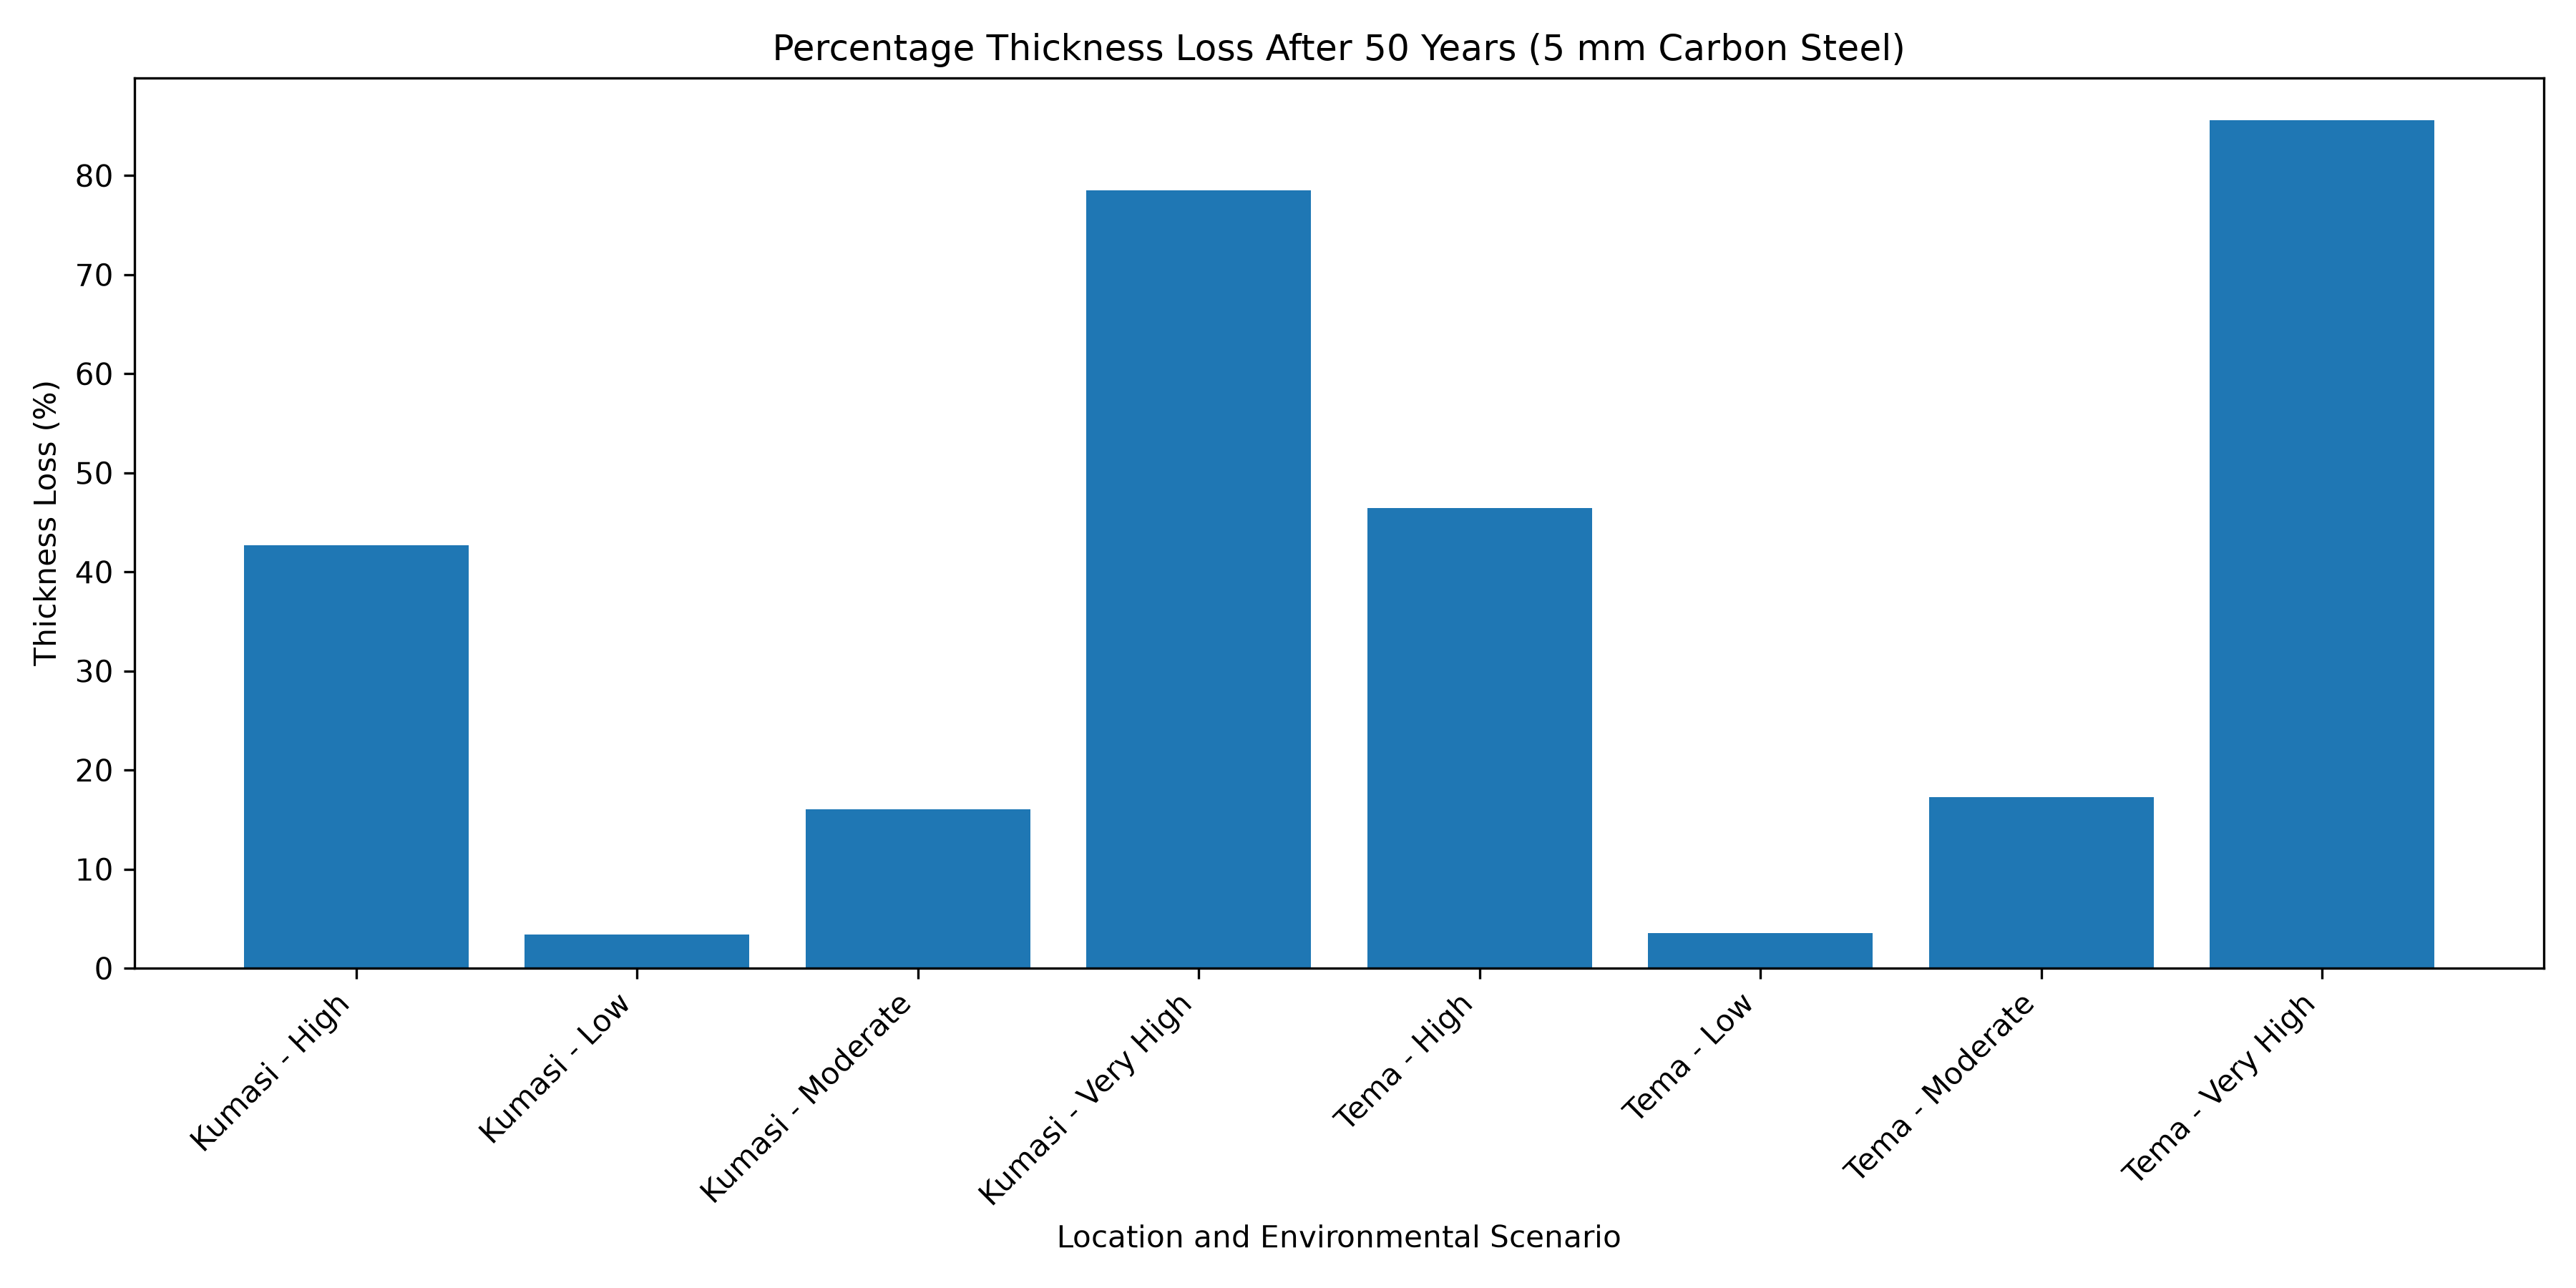 Percentage Thickness Loss After 50 Years (5 mm Carbon Steel)
Thickness Loss (%)
80
70
60
50
40
30
20
10
0
Kumasi - High
Kumasi - Low
Kumasi - Moderate
Kumasi - Very High
Tema - High
Tema - Low
Tema - Moderate
Tema - Very High
Location and Environmental Scenario